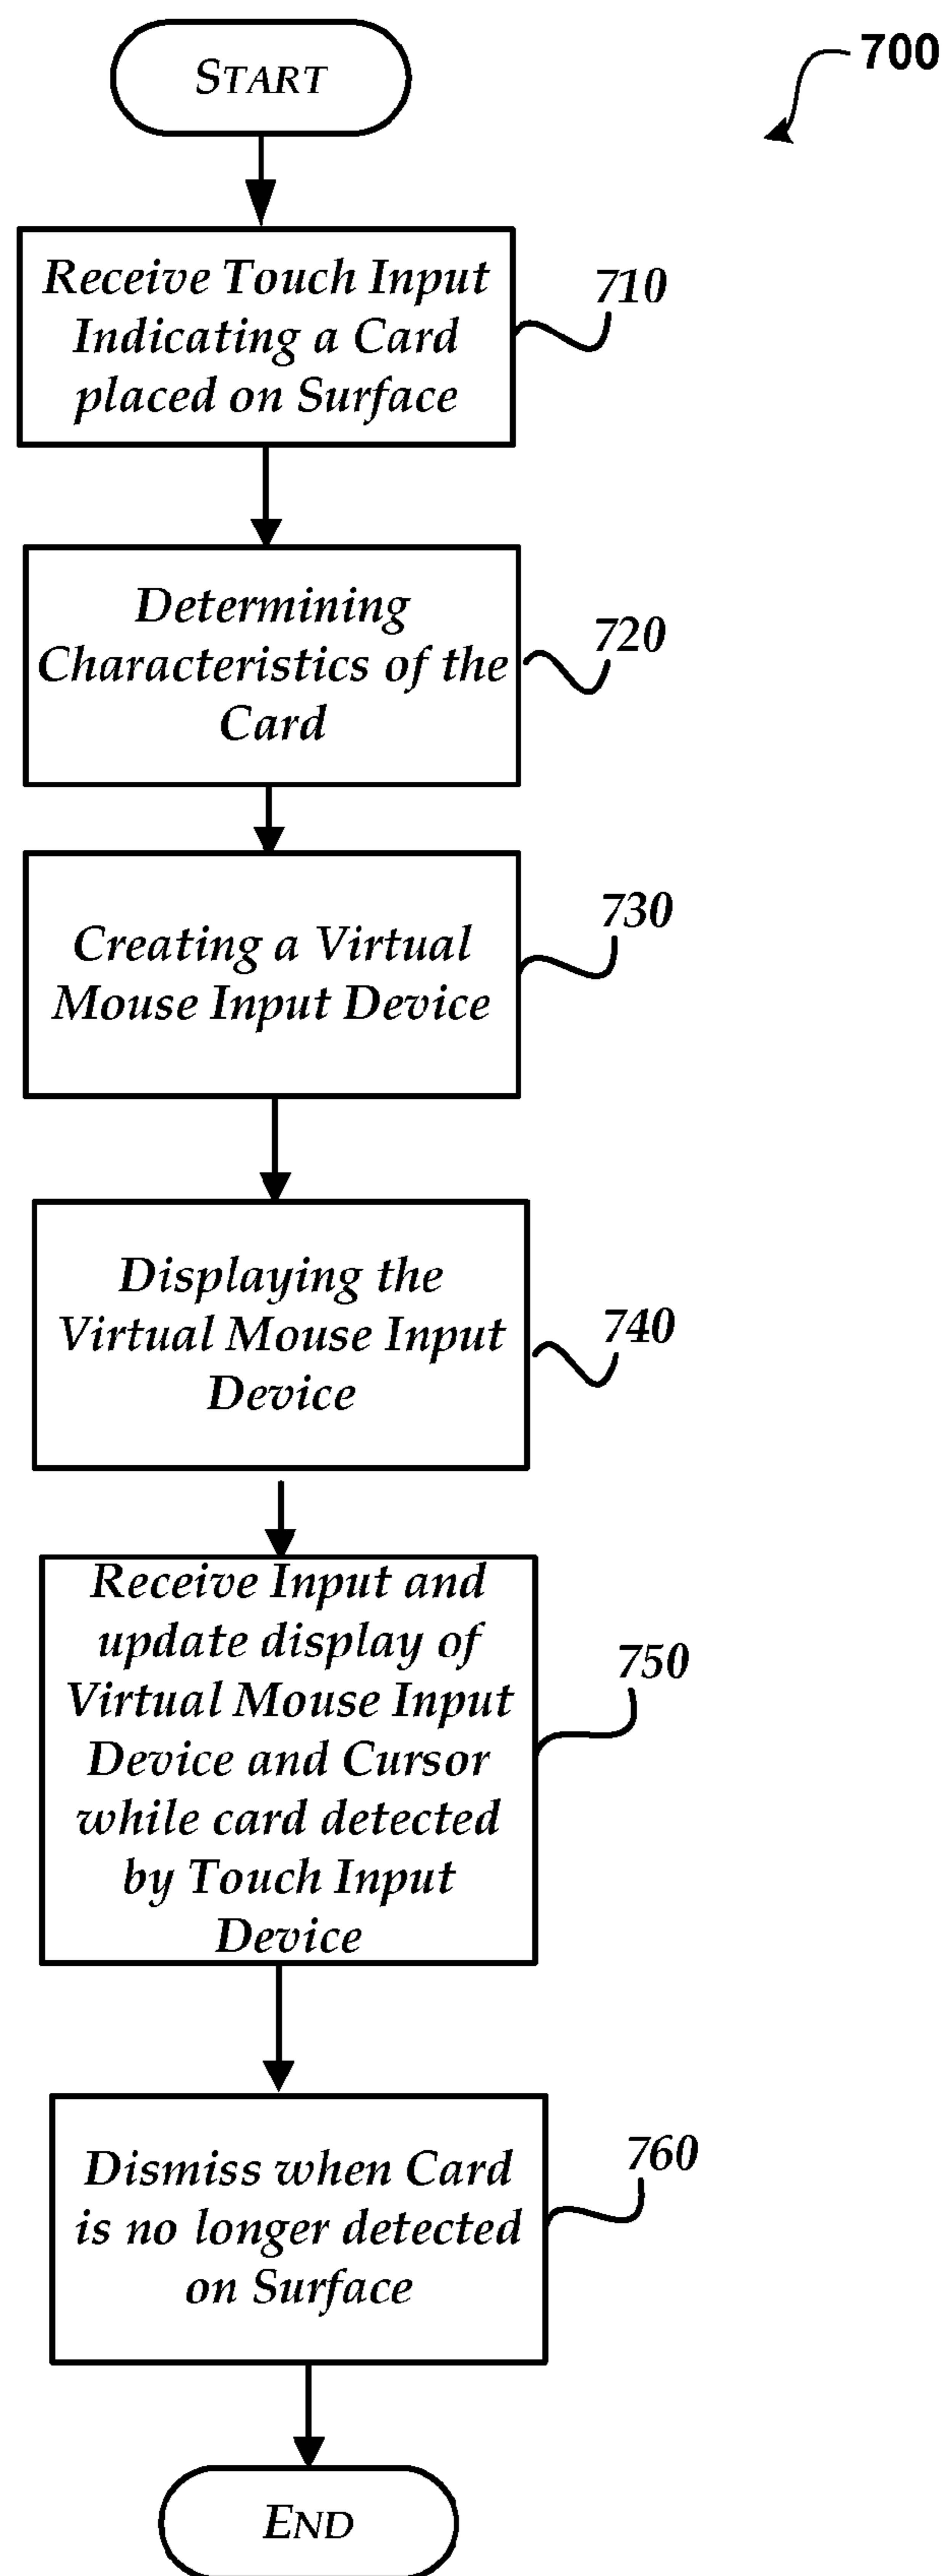 START
700
Receive Touch Input
Indicating a Card
placed on Surface
710
Determining
Characteristics of the
Card
720
Creating a Virtual
Mouse Input Device
730
Displaying the
Virtual Mouse Input
Device
740
Receive Input and
update display of
Virtual Mouse Input
Device and Cursor
while card detected
by Touch Input
Device
750
Dismiss when Card
is no longer detected
on Surface
760
END